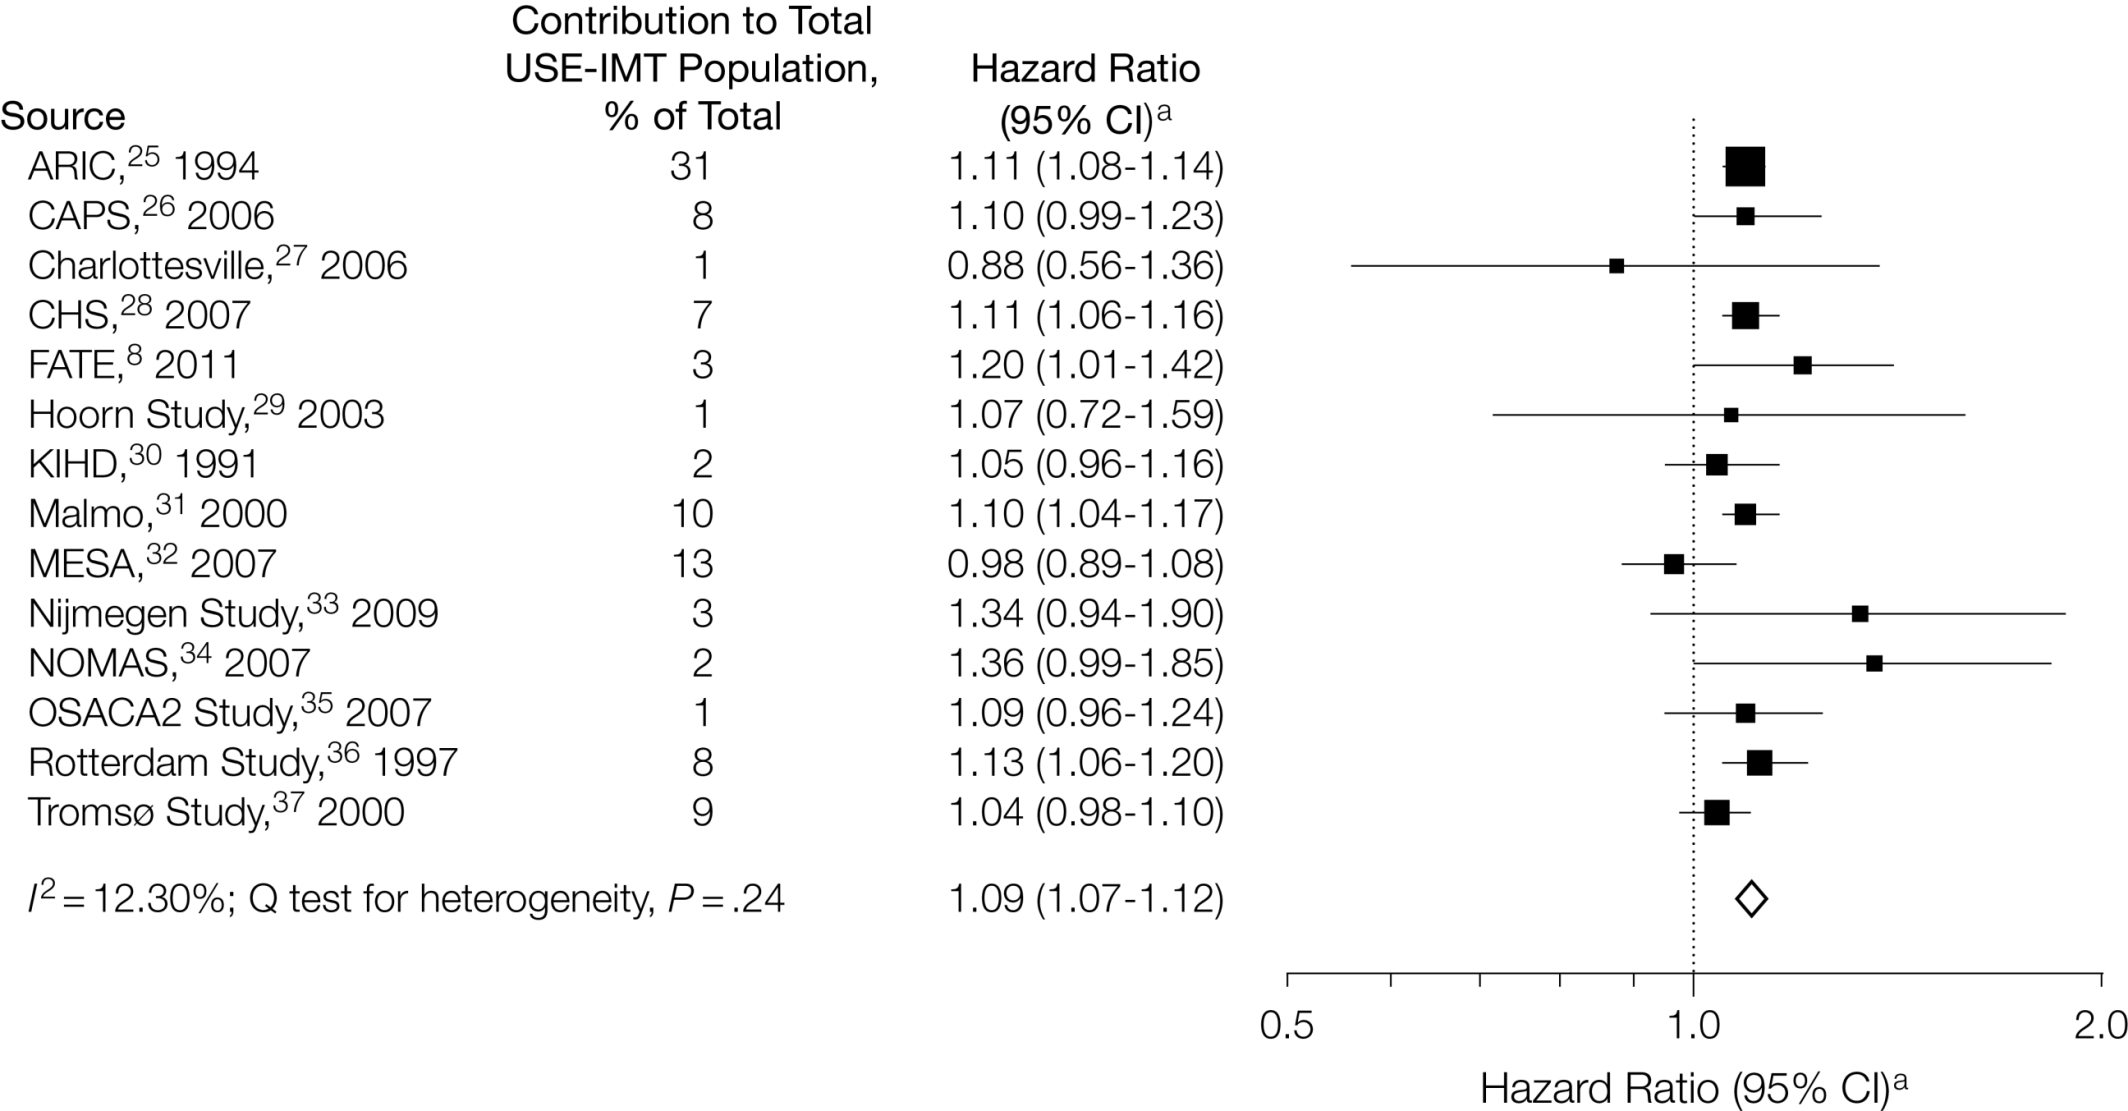 Contribution to Total
USE-IMT Population,
% of Total
Hazard Ratio
(95% CI)a
Source
ARIC,25 1994 31 1.11 (1.08-1.14)
CAPS,26 2006 8 1.10 (0.99-1.23)
Charlottesville,27 2006 1 0.88 (0.56-1.36)
CHS,28 2007 7 1.11 (1.06-1.16)
FATE,8 2011 3 1.20 (1.01-1.42)
Hoorn Study,29 2003 1 1.07 (0.72-1.59)
KIHD,30 1991 2 1.05 (0.96-1.16)
Malmo,31 2000 10 1.10 (1.04-1.17)
MESA,32 2007 13 0.98 (0.89-1.08)
Nijmegen Study,33 2009 3 1.34 (0.94-1.90)
NOMAS,34 2007 2 1.36 (0.99-1.85)
OSACA2 Study,35 2007 1 1.09 (0.96-1.24)
Rotterdam Study,36 1997 8 1.13 (1.06-1.20)
Tromsø Study,37 2000 9 1.04 (0.98-1.10)
I2 = 12.30%; Q test for heterogeneity, P = .24 1.09 (1.07-1.12)
0.5 1.0 2.0
Hazard Ratio (95% CI)a